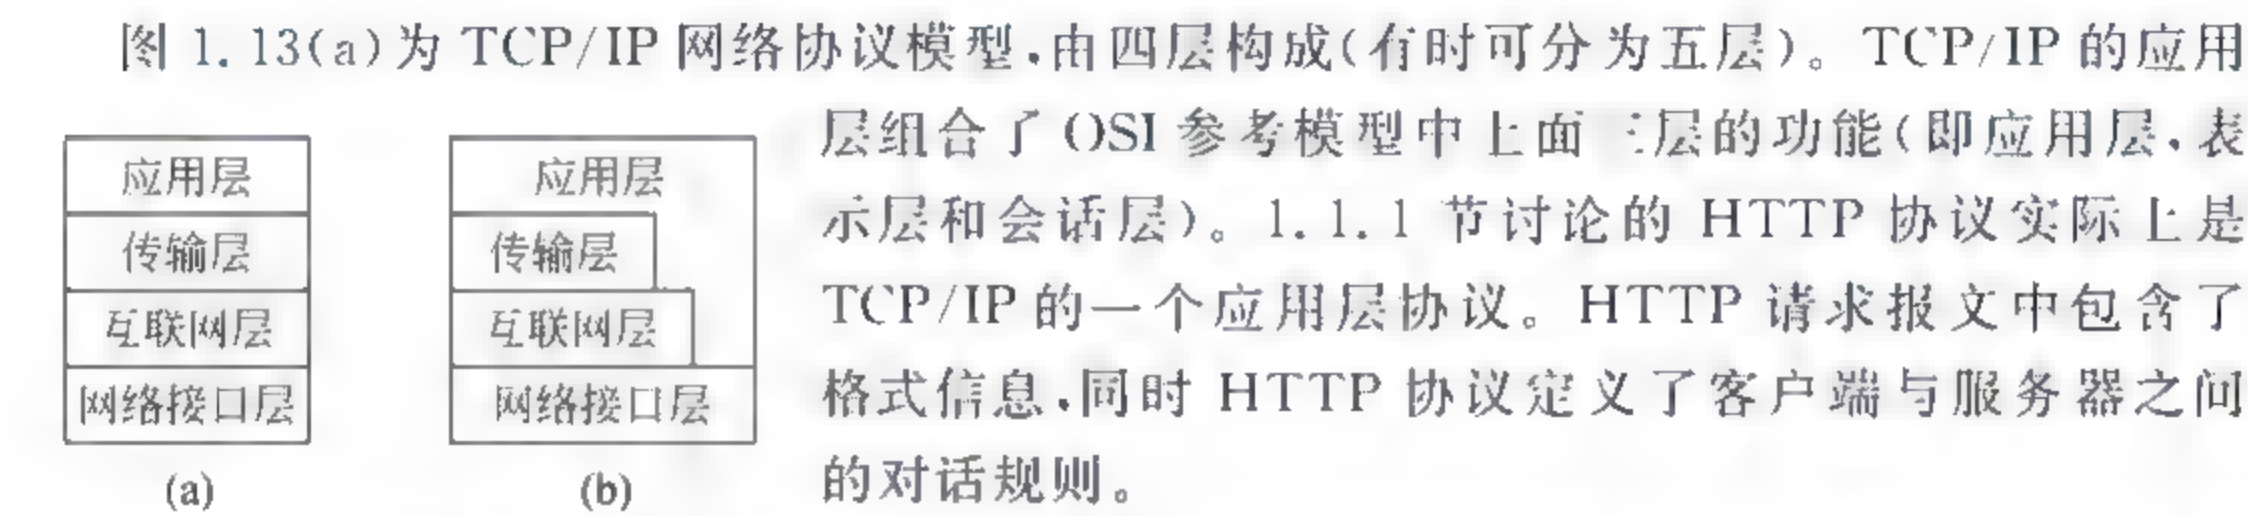 图 1.13(a)为 TCP/IP 网络协议模型,由四层构成(有时可分为五层)。TCP/IP 的应用
层组合了 OSI 参考模型中上面三层的功能(即应用层,表
示层和会话层)。1.1.1 节讨论的 HTTP 协议实际上是
TCP/IP 的一个应用层协议。HTTP 请求报文中包含了
格式信息,同时 HTTP 协议定义了客户端与服务器之间
的对话规则。
应用层
传输层
互联网层
网络接口层
(a)
应用层
传输层
互联网层
网络接口层
(b)